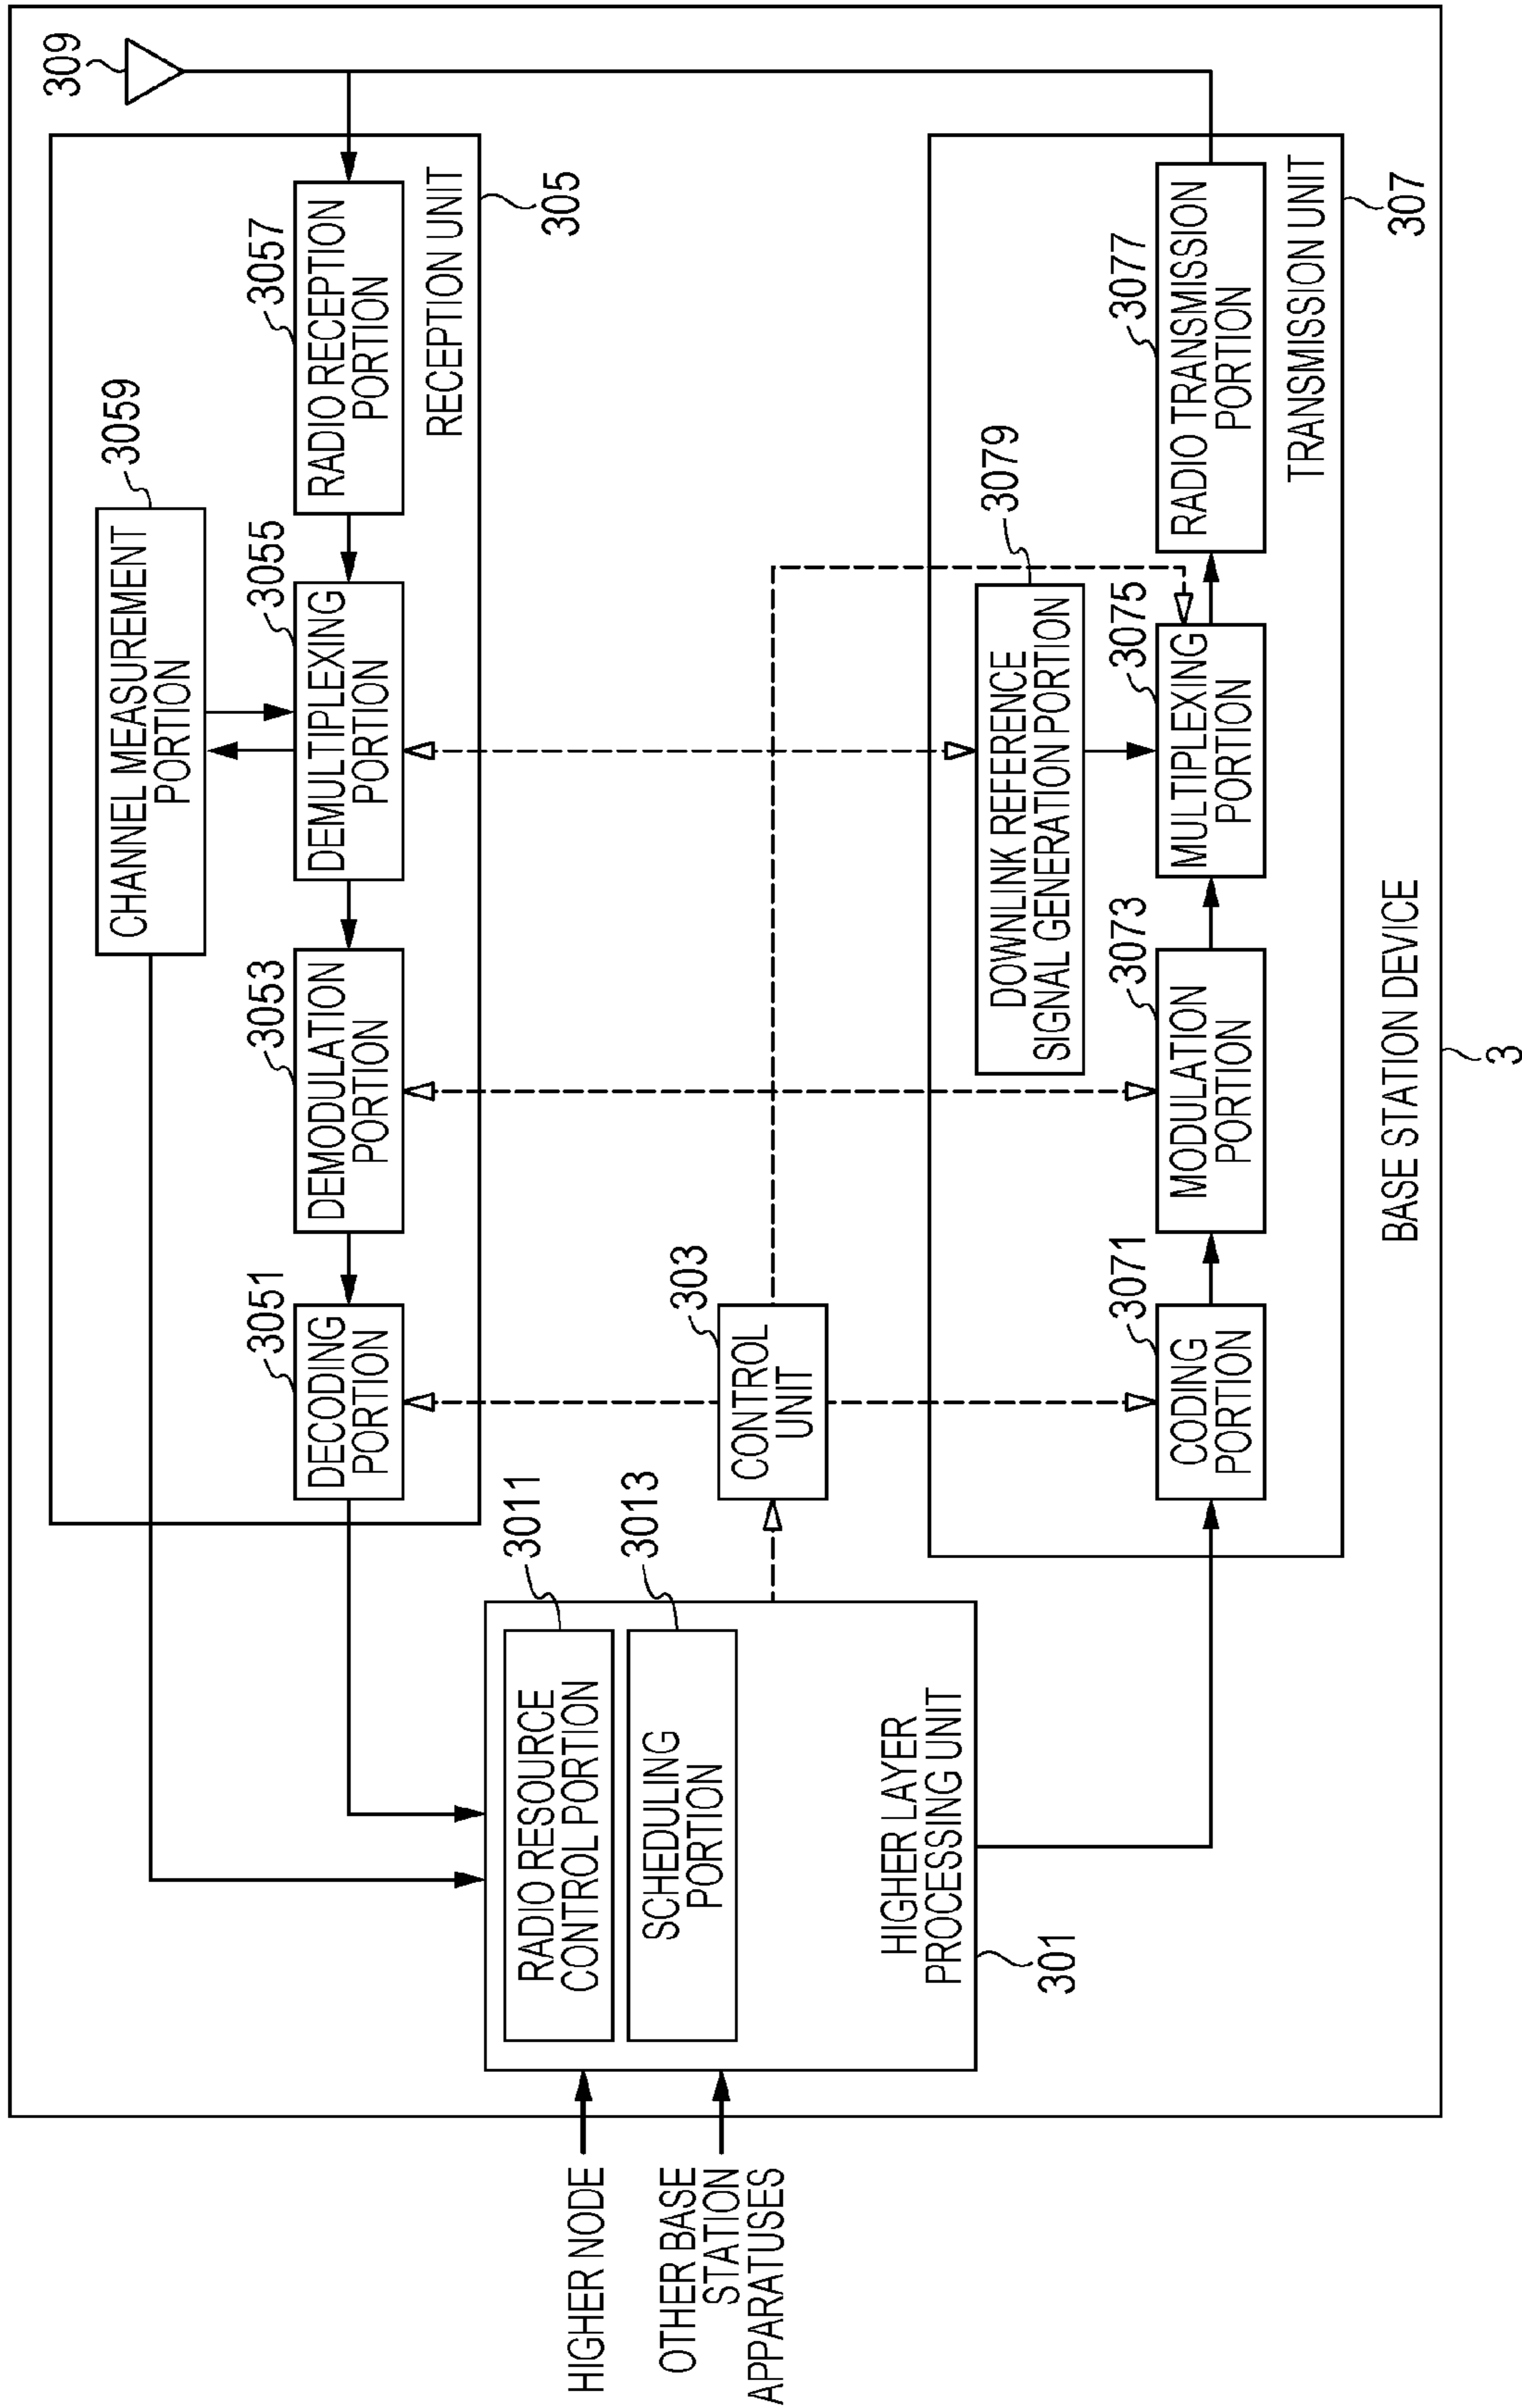 309
RECEPTION UNIT
305
3057
RADIO RECEPTION
PORTION
3059
CHANNEL MEASUREMENT
PORTION
3055
DEMULTIPLEXING
PORTION
3053
DEMODULATION
PORTION
3051
DECODING
PORTION
303
CONTROL
UNIT
3011
RADIO RESOURCE
CONTROL PORTION
3013
SCHEDULING
PORTION
HIGHER LAYER
PROCESSING UNIT
301
HIGHER NODE
OTHER BASE
STATION
APPARATUSES
3071
CODING
PORTION
3073
MODULATION
PORTION
3075
MULTIPLEXING
PORTION
3079
DOWNLINK REFERENCE
SIGNAL GENERATION PORTION
3077
RADIO TRANSMISSION
PORTION
TRANSMISSION UNIT
307
BASE STATION DEVICE
3